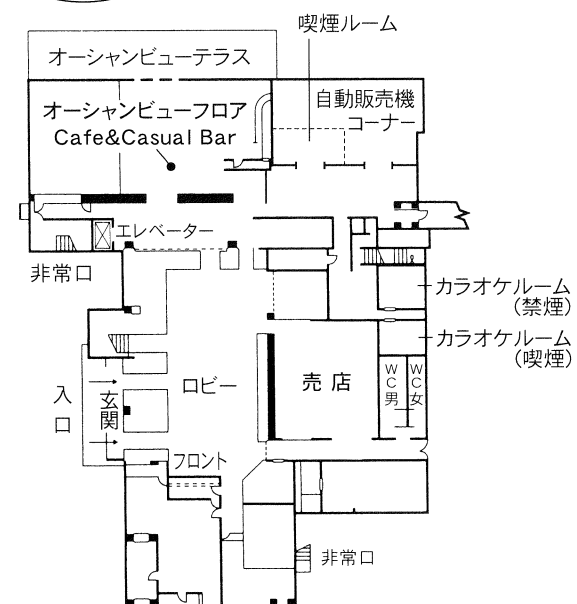 喫煙ルーム
オーシャンビューテラス
オーシャンビューフロア
Cafe&Casual Bar
自動販売機
コーナー
エレベーター
非常口
カラオケルーム
(禁煙)
カラオケルーム
(喫煙)
入口
玄関
ロビー
売店
WC男
WC女
フロント
非常口